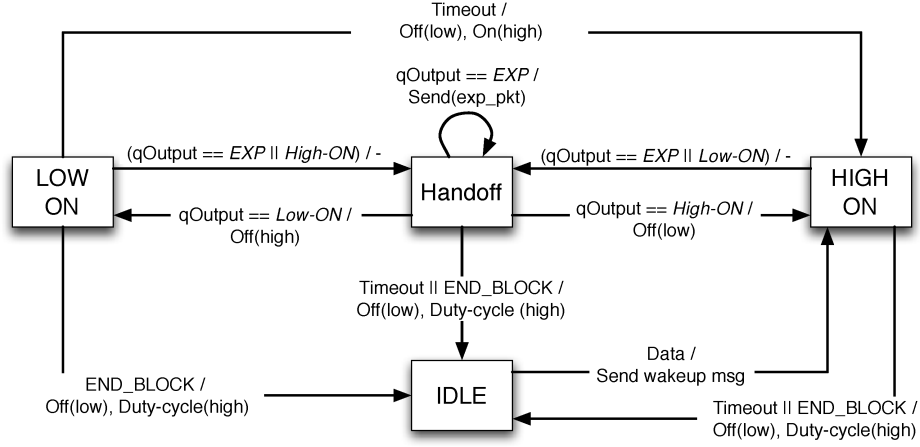 Timeout /
Off(low), On(high)
qOutput == EXP /
Send(exp_pkt)
(qOutput == EXP || High-ON) / -
(qOutput == EXP || Low-ON) / -
LOW
ON
Handoff
HIGH
ON
qOutput == Low-ON /
Off(high)
qOutput == High-ON /
Off(low)
Timeout || END_BLOCK /
Off(low), Duty-cycle (high)
Data /
Send wakeup msg
END_BLOCK /
Off(low), Duty-cycle(high)
IDLE
Timeout || END_BLOCK /
Off(low), Duty-cycle(high)